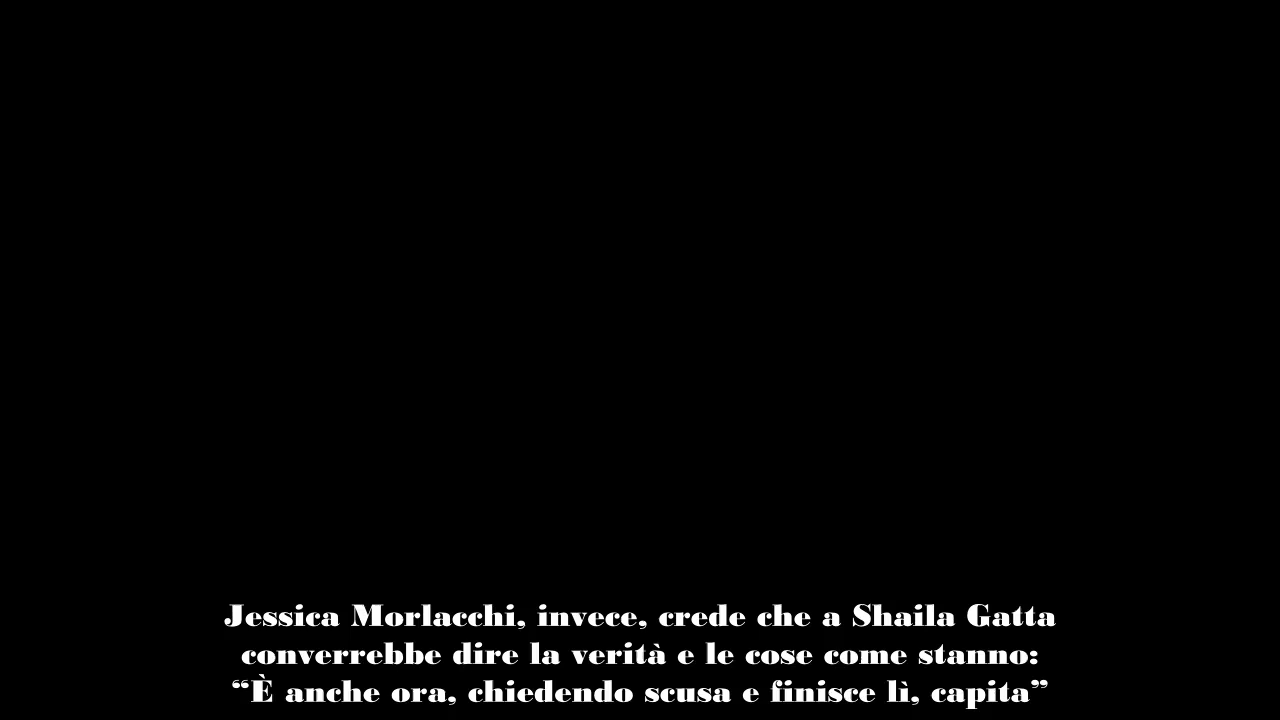 Jessica Morlacchi, invece, crede che a Shaila Gatta
converrebbe dire la verità e le cose come stanno:
“È anche ora, chiedendo scusa e finisce lì, capita”